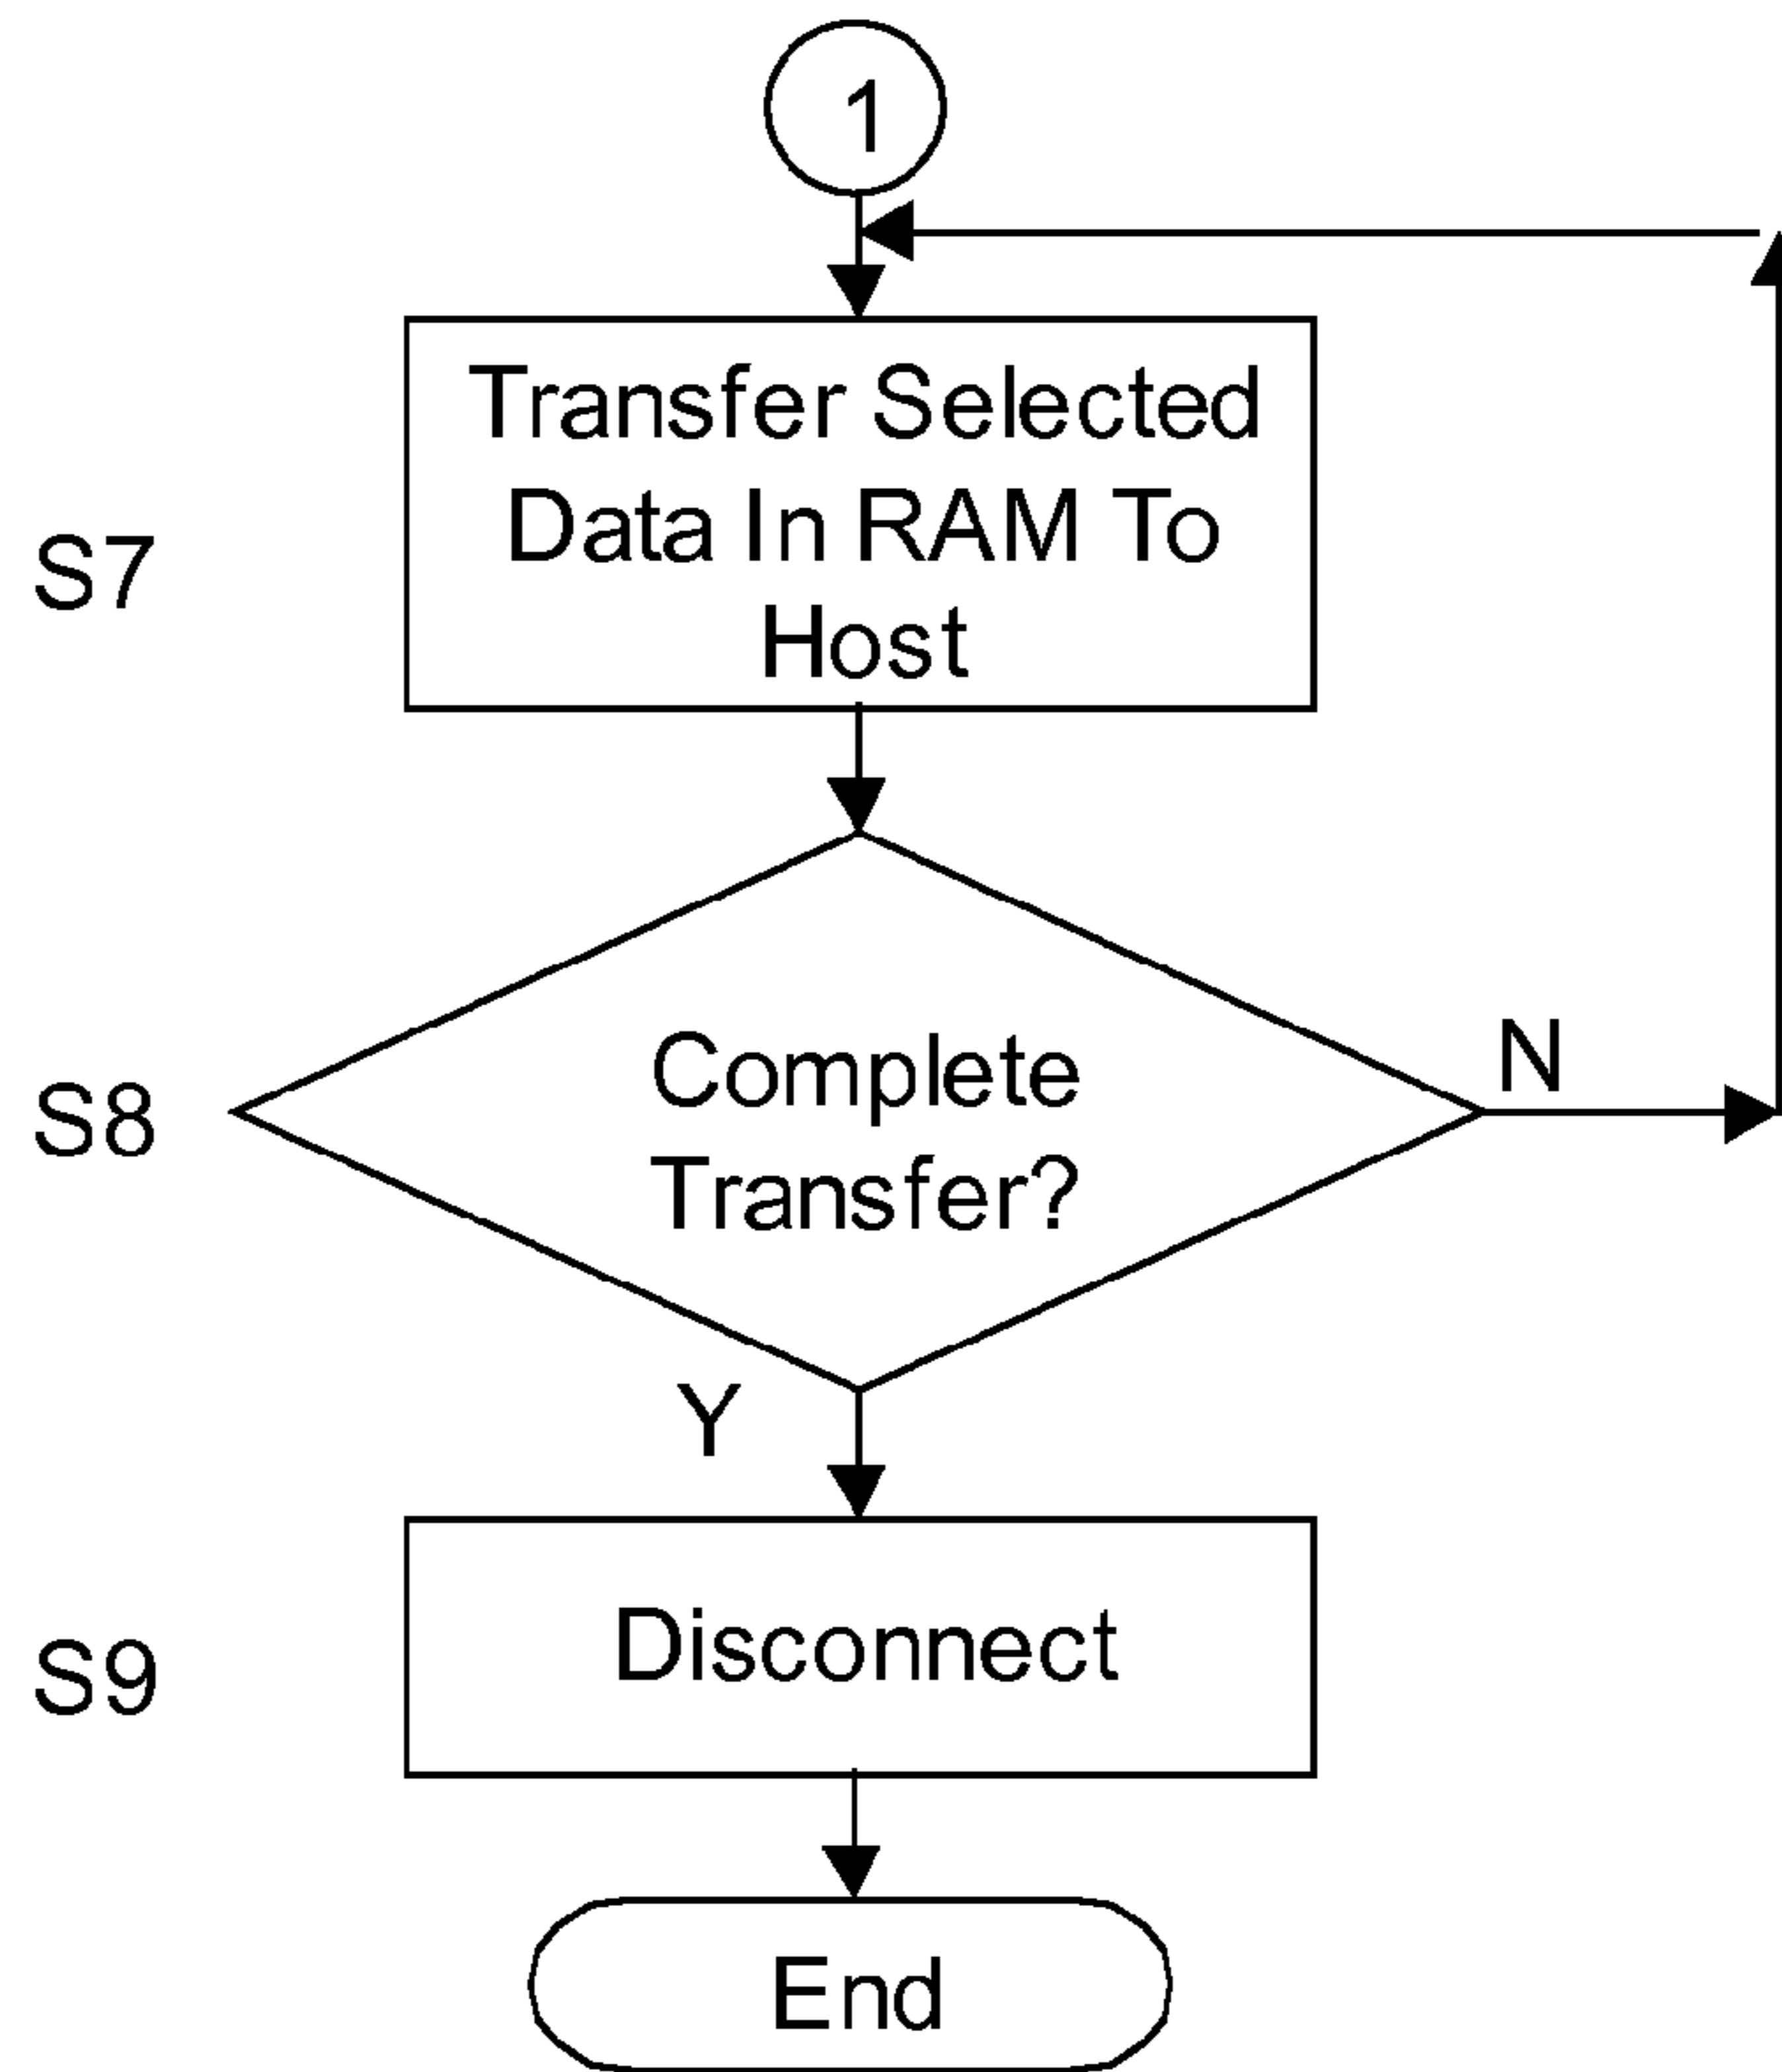 1
Transfer Selected
Data In RAM To
Host
S7
Complete
Transfer?
N
S8
Y
Disconnect
S9
End